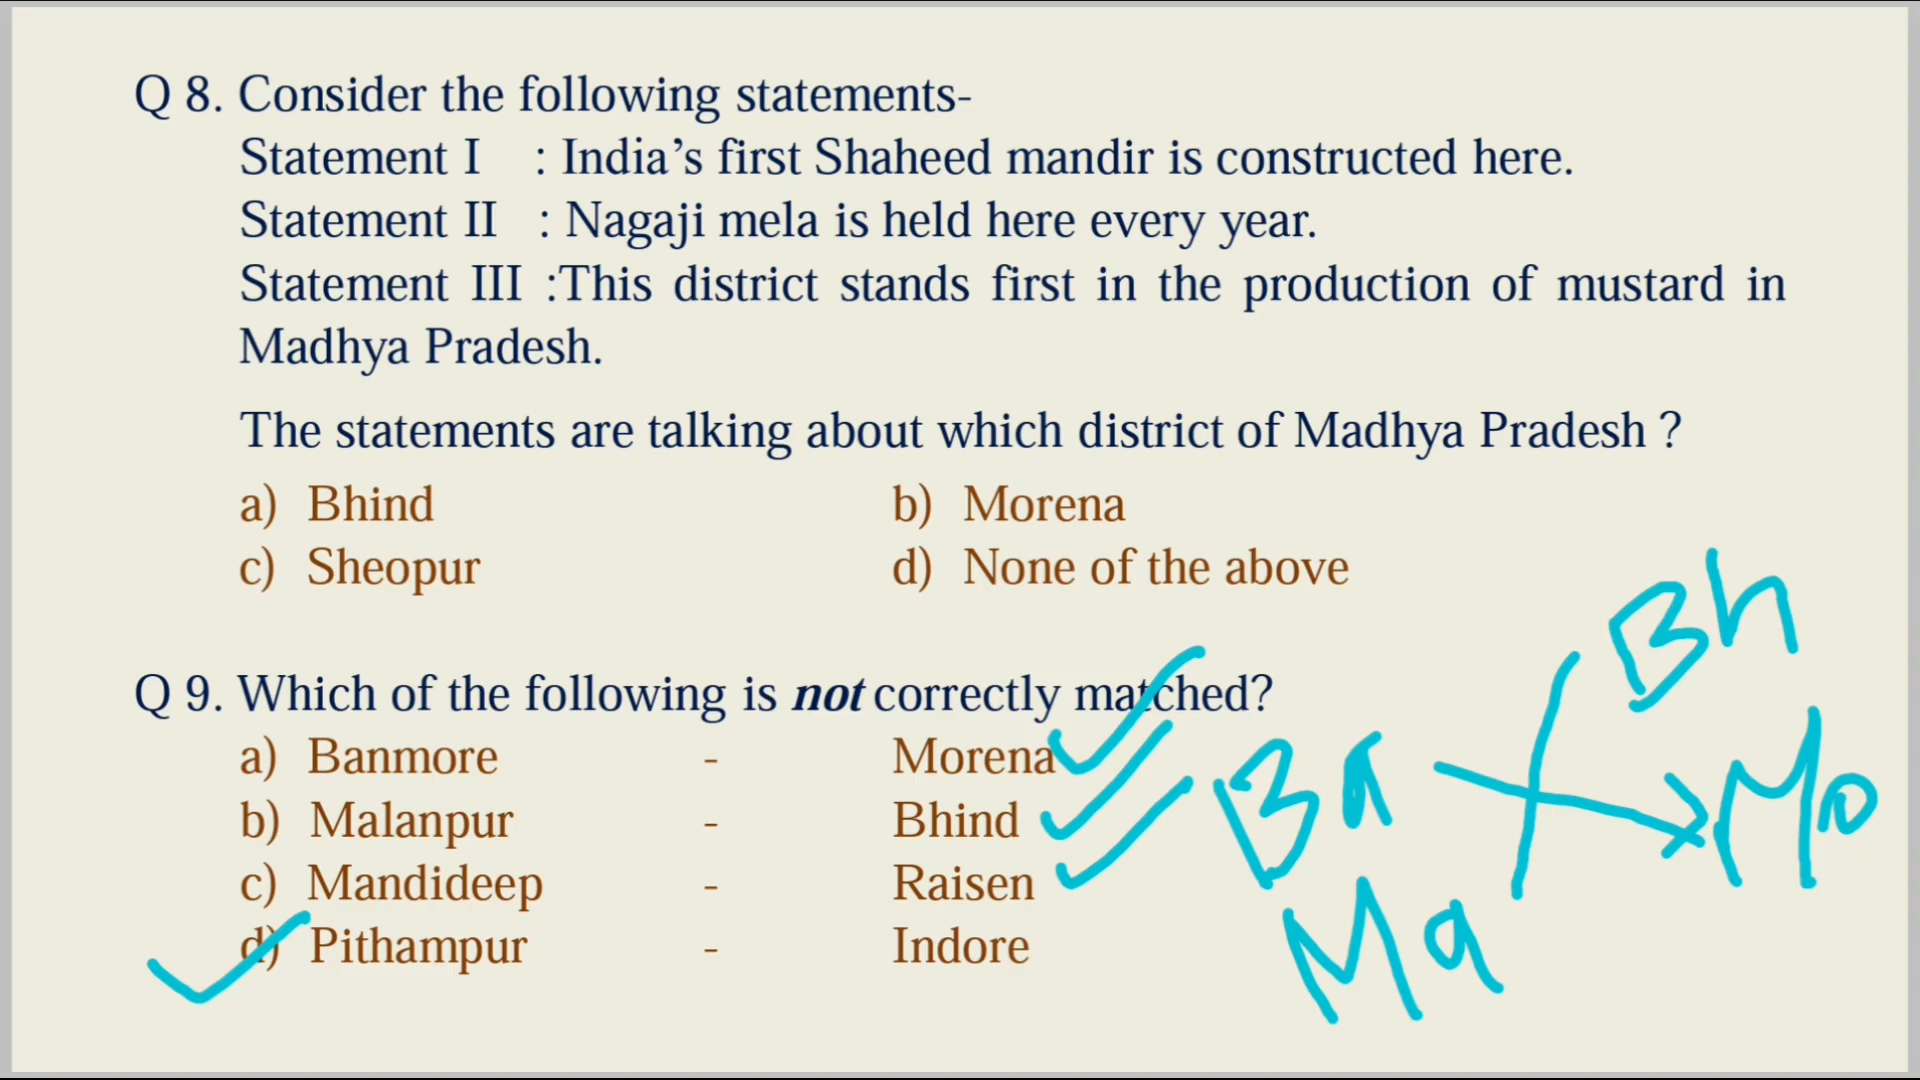 Q 8. Consider the following statements-
Statement I : India’s first Shaheed mandir is constructed here.
Statement II : Nagaji mela is held here every year.
Statement III :This district stands first in the production of mustard in
Madhya Pradesh.
The statements are talking about which district of Madhya Pradesh ?
a) Bhind b) Morena
c) Sheopur d) None of the above
Bh
Q 9. Which of the following is not correctly matched?
a) Banmore - Morena
b) Malanpur - Bhind Ba Mo
c) Mandideep - Raisen
d) Pithampur - Indore Ma